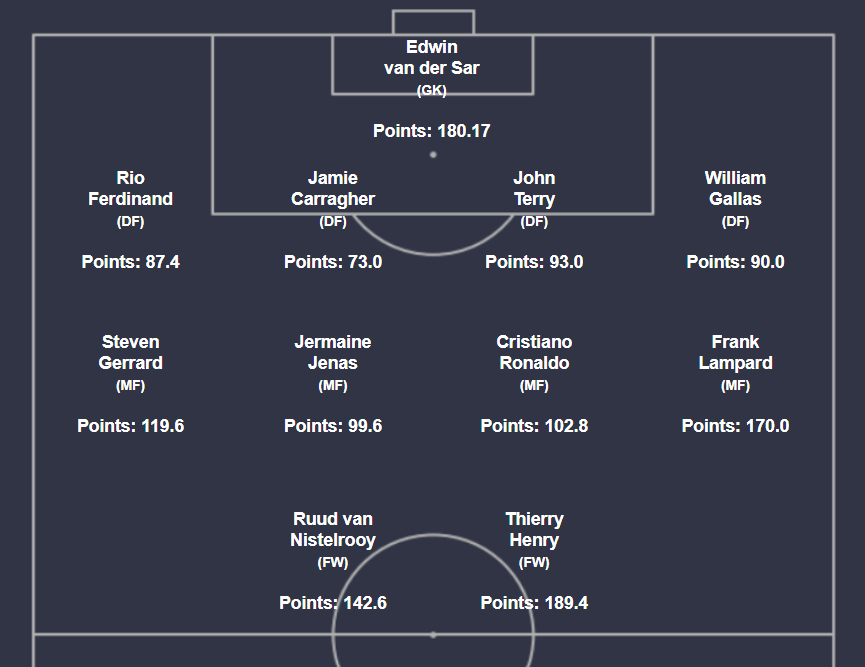 Edwin
van der Sar
(GK)
Points: 180.17
Rio
Ferdinand
(DF)
Points: 87.4
Jamie
Carragher
(DF)
Points: 73.0
John
Terry
(DF)
Points: 93.0
William
Gallas
(DF)
Points: 90.0
Steven
Gerrard
(MF)
Points: 119.6
Jermaine
Jenas
(MF)
Points: 99.6
Cristiano
Ronaldo
(MF)
Points: 102.8
Frank
Lampard
(MF)
Points: 170.0
Ruud van
Nistelrooy
(FW)
Points: 142.6
Thierry
Henry
(FW)
Points: 189.4